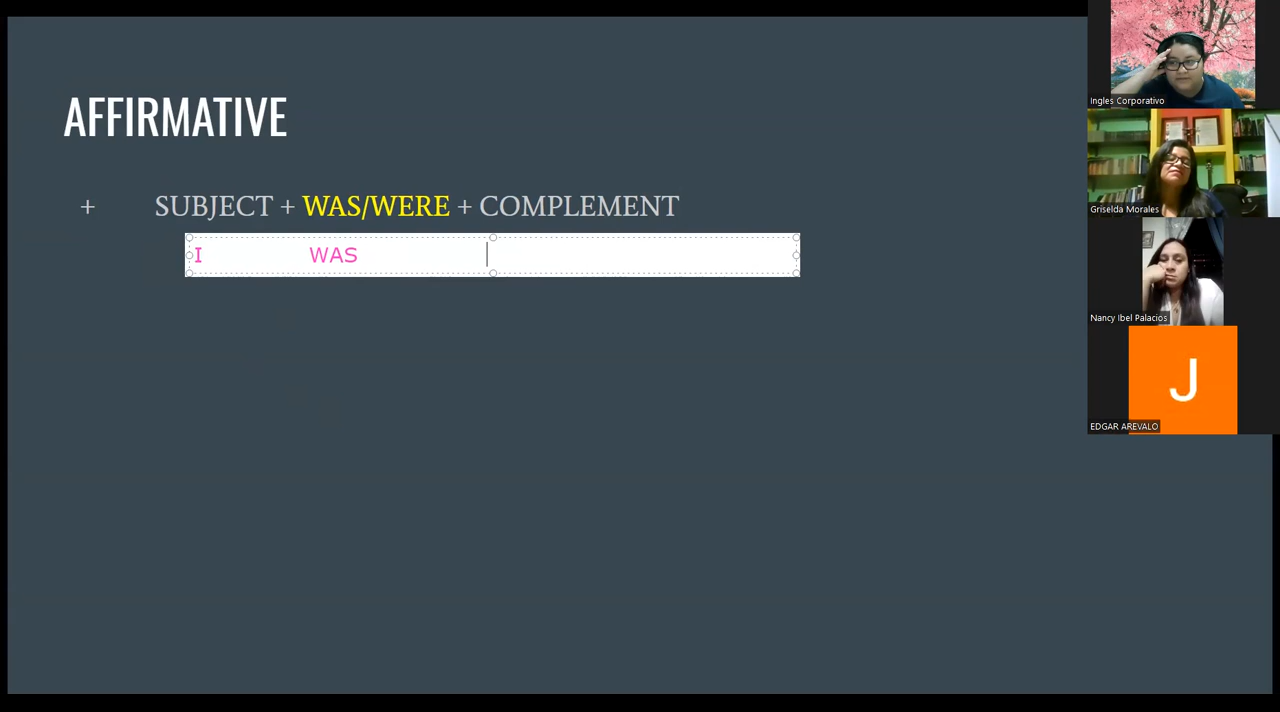 AFFIRMATIVE
+ SUBJECT + WAS/WERE + COMPLEMENT
I WAS
Ingles Corporativo
Griselda Morales
Nancy Ibel Palacios
J
EDGAR AREVALO